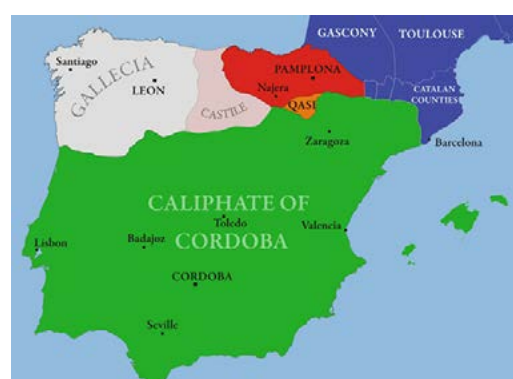 GASCONY
TOULOUSE
Santiago
GALLECIA
LEON
CASTILE
PAMPLONA
Najera
QASI
CATALAN
COUNTIES
Zaragoza
Barcelona
CALIPHATE OF
CORDOBA
Toledo
Valencia
Lisbon
Badajoz
CORDOBA
Seville